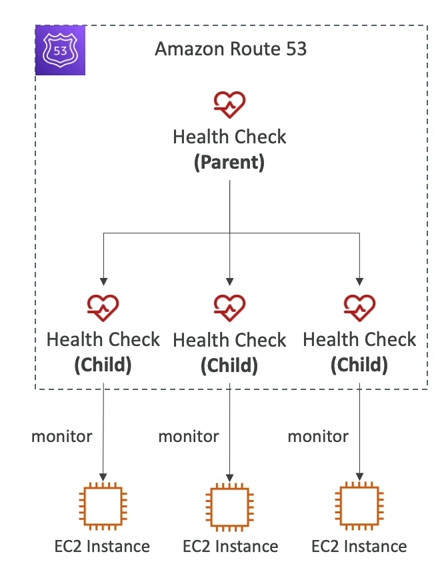 53
Amazon Route 53
Health Check
(Parent)
Health Check
(Child)
Health Check
(Child)
Health Check
(Child)
monitor
monitor
monitor
EC2 Instance
EC2 Instance
EC2 Instance